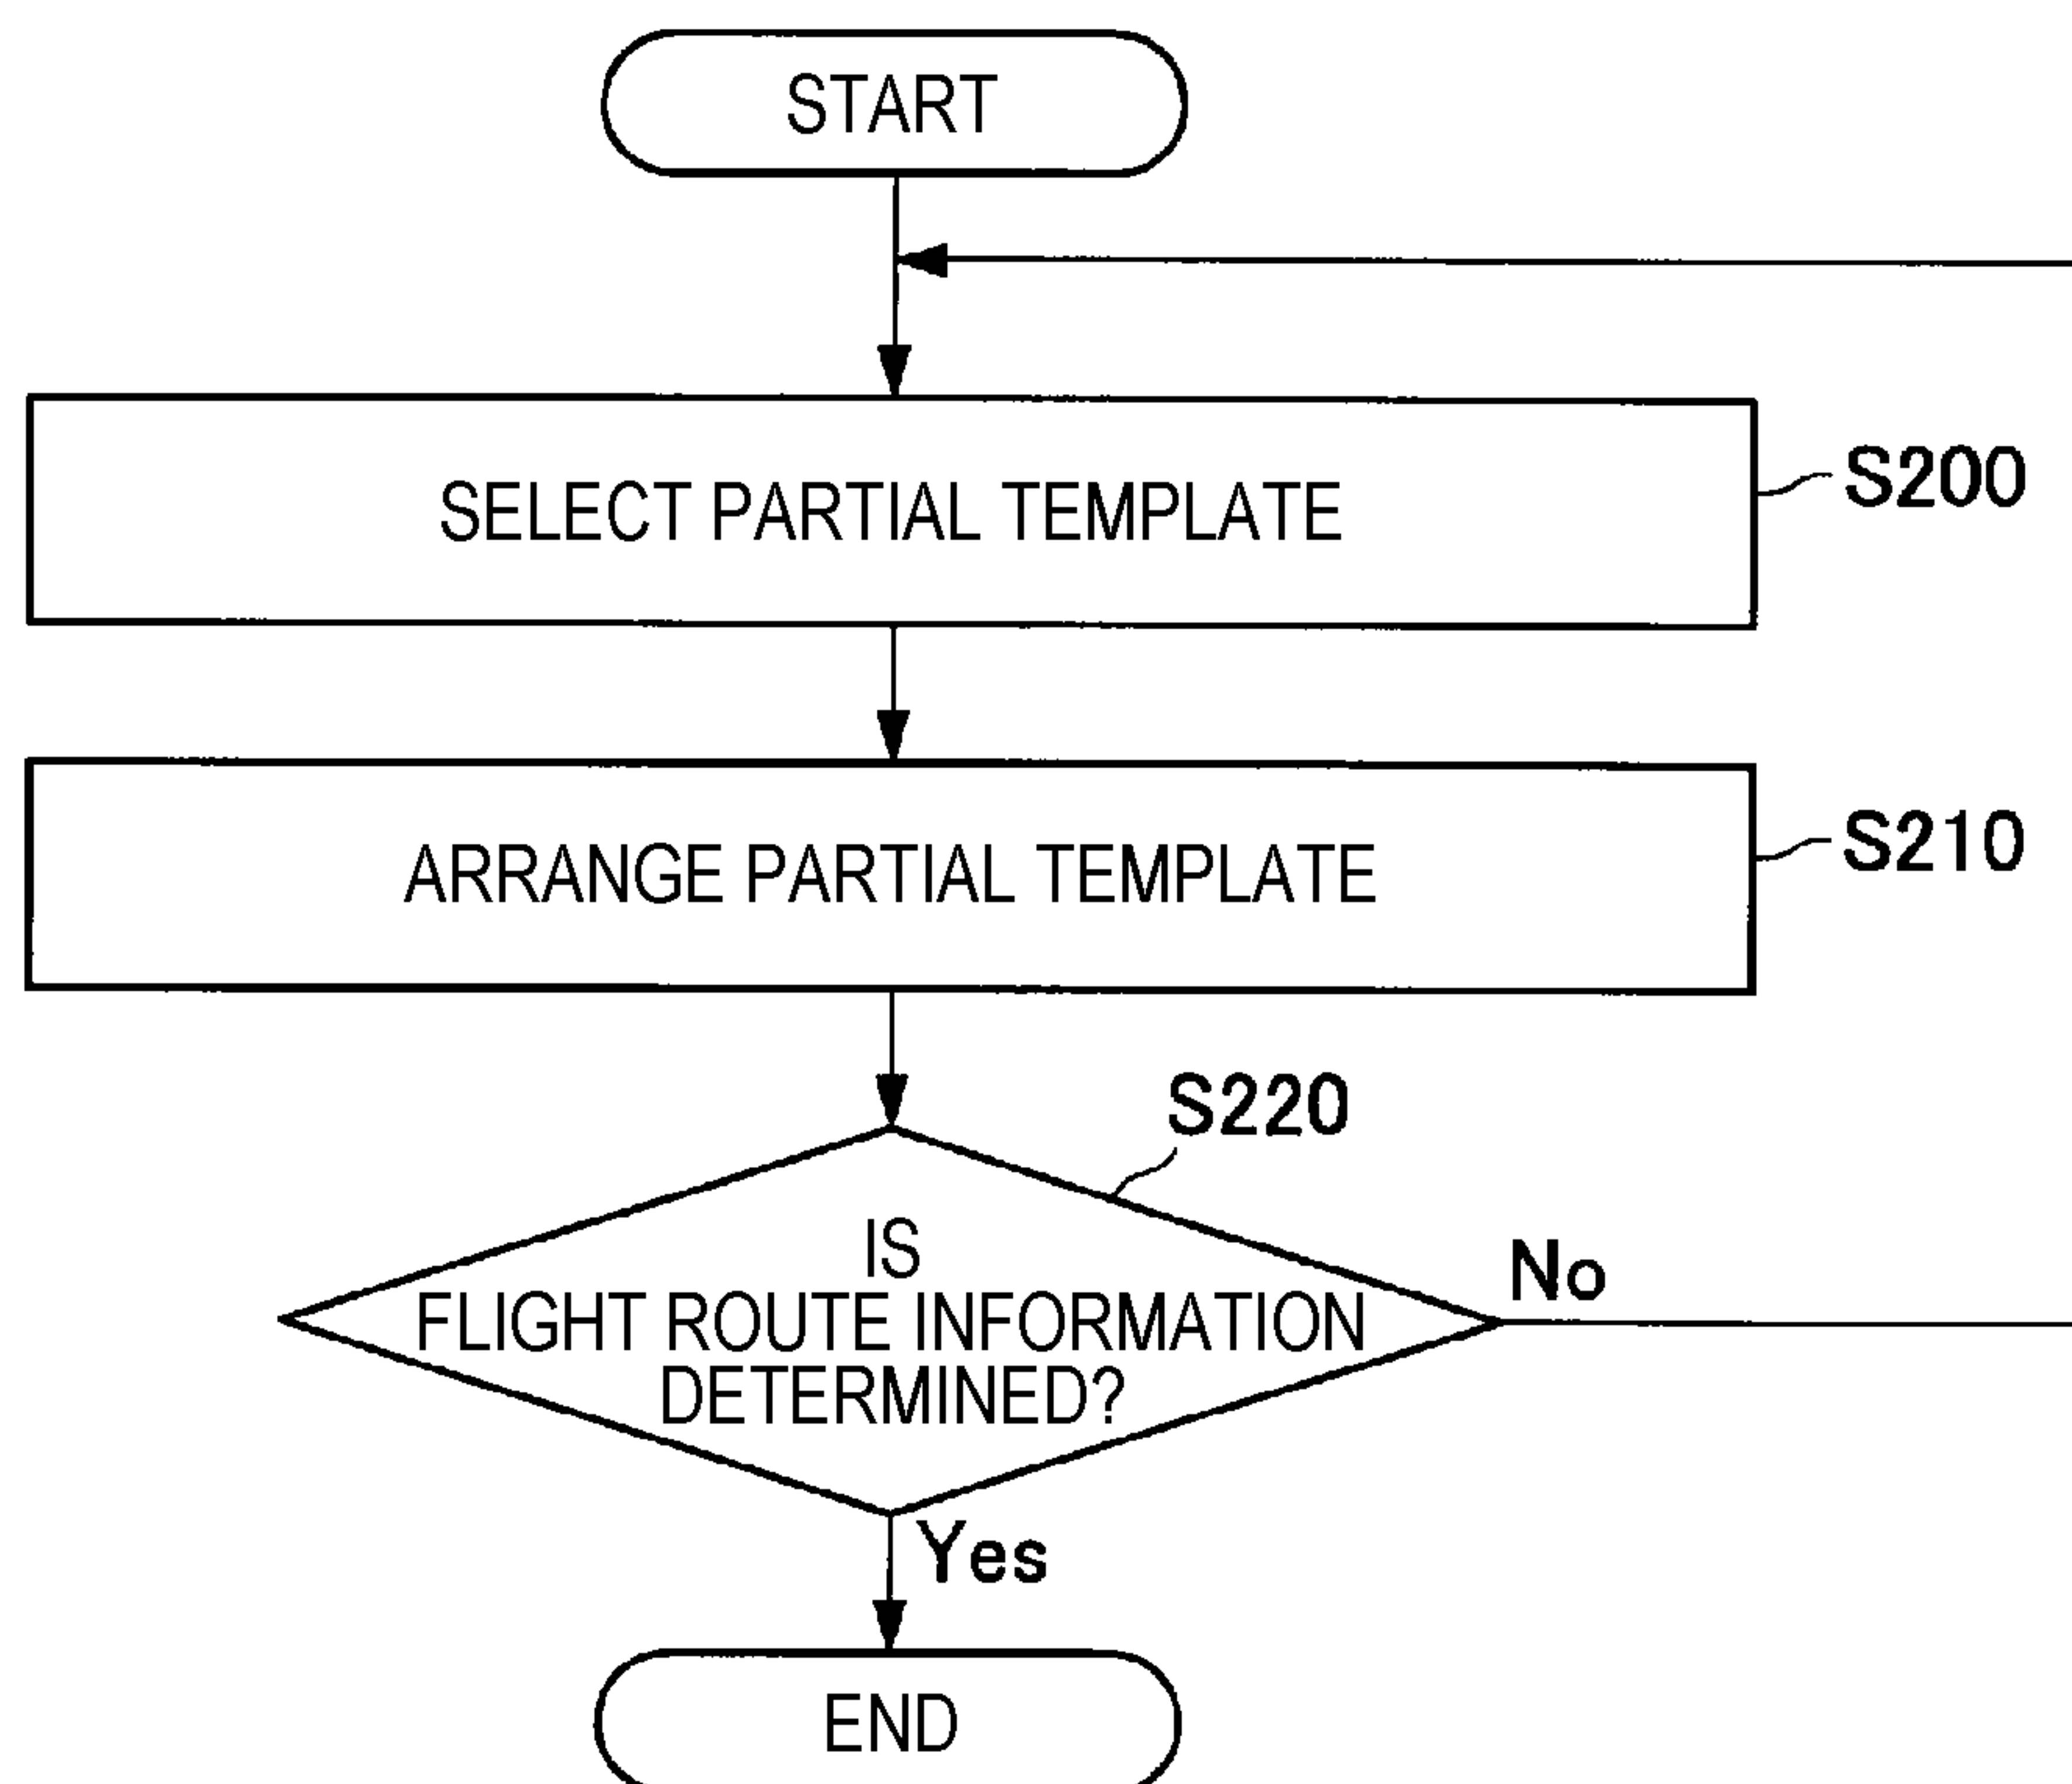 START
SELECT PARTIAL TEMPLATE
S200
ARRANGE PARTIAL TEMPLATE
S210
S220
IS
FLIGHT ROUTE INFORMATION
DETERMINED?
No
Yes
END